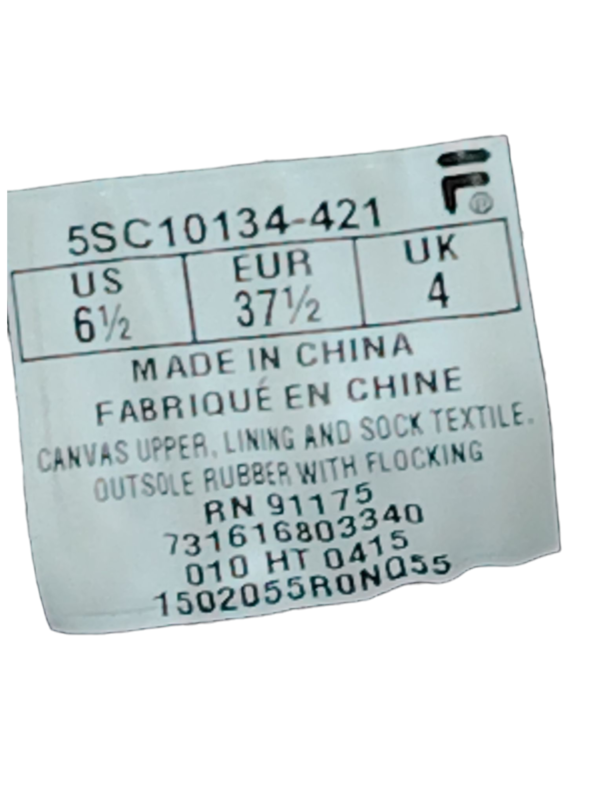 F®
5SC10134-421
US EUR UK
6½ 37½ 4
MADE IN CHINA
FABRIQUÉ EN CHINE
CANVAS UPPER, LINING AND SOCK TEXTILE.
OUTSOLE RUBBER WITH FLOCKING
RN 91175
731616803340
010 HT 0415
1502055RONQ55